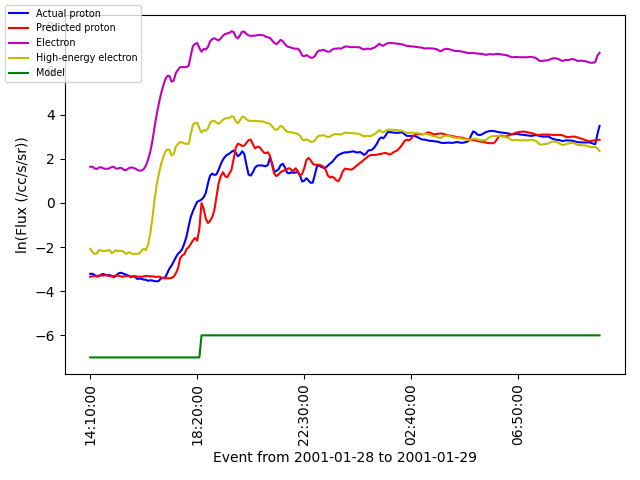 Actual proton
Predicted proton
Electron
High-energy electron
Model
4
2
0
−2
−4
−6
ln(Flux (/cc/s/sr))
14:10:00
18:20:00
22:30:00
02:40:00
06:50:00
Event from 2001-01-28 to 2001-01-29